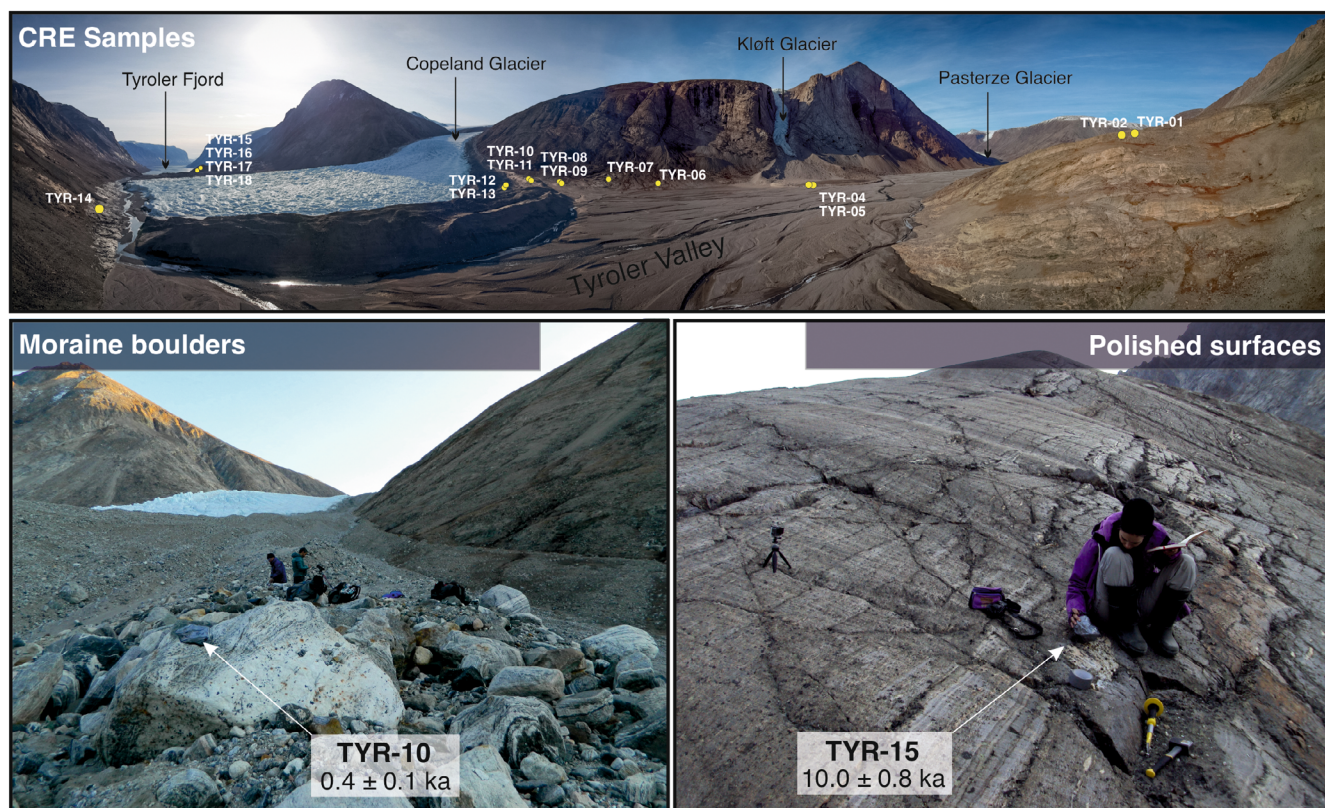 CRE Samples
Tyroler Fjord
Copeland Glacier
Kløft Glacier
Pasterze Glacier
TYR-15
TYR-16
TYR-17
TYR-18
TYR-14
TYR-10
TYR-11
TYR-12
TYR-13
TYR-08
TYR-09
TYR-07
TYR-06
TYR-04
TYR-05
TYR-02
TYR-01
Tyroler Valley
Moraine boulders
TYR-10
0.4 ± 0.1 ka
Polished surfaces
TYR-15
10.0 ± 0.8 ka